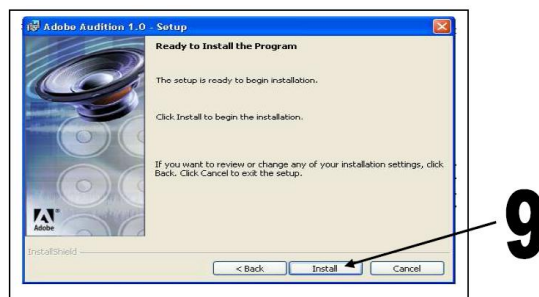 Adobe Audition 1.0 - Setup
Ready to Install the Program
The setup is ready to begin installation.
Click Install to begin the installation.
If you want to review or change any of your installation settings, click
Back. Click Cancel to exit the setup.
Adobe
InstallShield
< Back Install Cancel
9